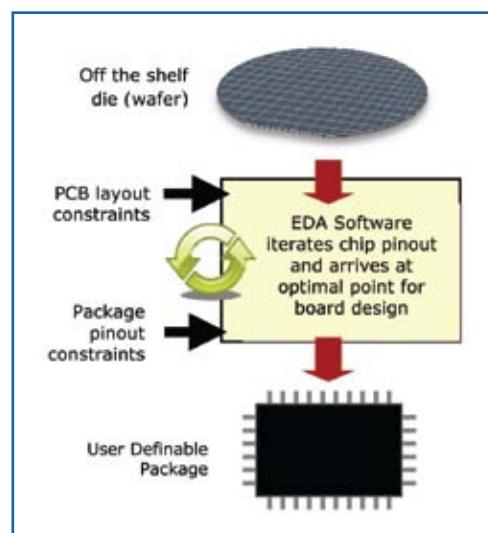 Off the shelf
die (wafer)
PCB layout
constraints
EDA Software
iterates chip pinout
and arrives at
optimal point for
board design
Package
pinout
constraints
User Definable
Package